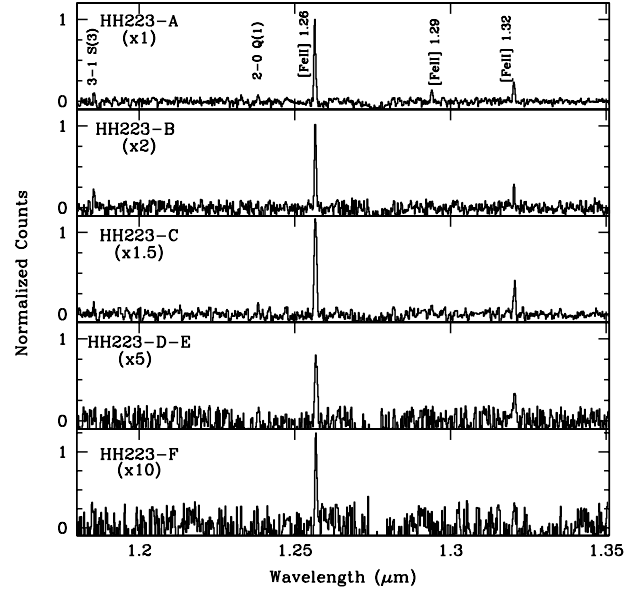 HH223-A
(x1)
3-1 S(3)
2-0 Q(1)
[FeII] 1.26
[FeII] 1.29
[FeII] 1.32
1
0
HH223-B
(x2)
1
0
HH223-C
(x1.5)
1
0
HH223-D-E
(x5)
1
0
HH223-F
(x10)
1
0
Normalized Counts
1.2
1.25
1.3
1.35
Wavelength (μm)